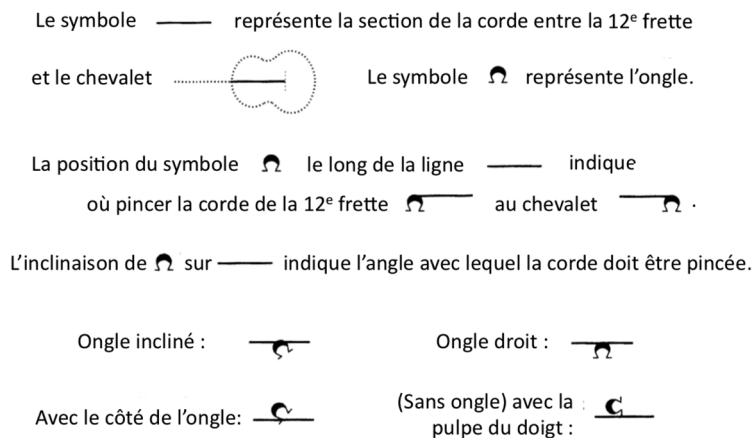 Le symbole représente la section de la corde entre la 12e frette
et le chevalet Le symbole représente l'ongle.
La position du symbole le long de la ligne indique
où pincer la corde de la 12e frette au chevalet .
L'inclinaison de sur indique l'angle avec lequel la corde doit être pincée.
Ongle incliné : Ongle droit :
Avec le côté de l'ongle: (Sans ongle) avec la :
pulpe du doigt :